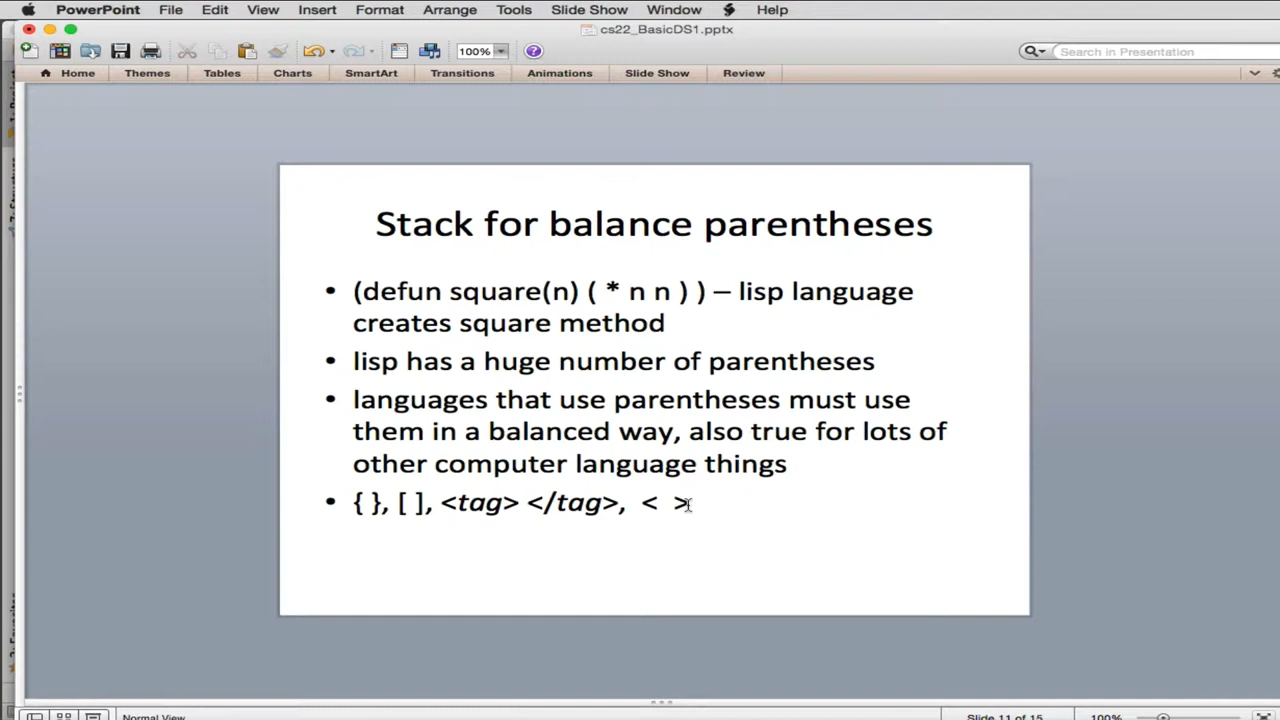 PowerPoint File Edit View Insert Format Arrange Tools Slide Show Window Help
cs22_BasicDS1.pptx
100% Search in Presentation
Home Themes Tables Charts SmartArt Transitions Animations Slide Show Review
Stack for balance parentheses
• (defun square(n) ( * n n ) ) – lisp language
creates square method
• lisp has a huge number of parentheses
• languages that use parentheses must use
them in a balanced way, also true for lots of
other computer language things
• { }, [ ], <tag> </tag>, < >
Normal View Slide 11 of 15 100%